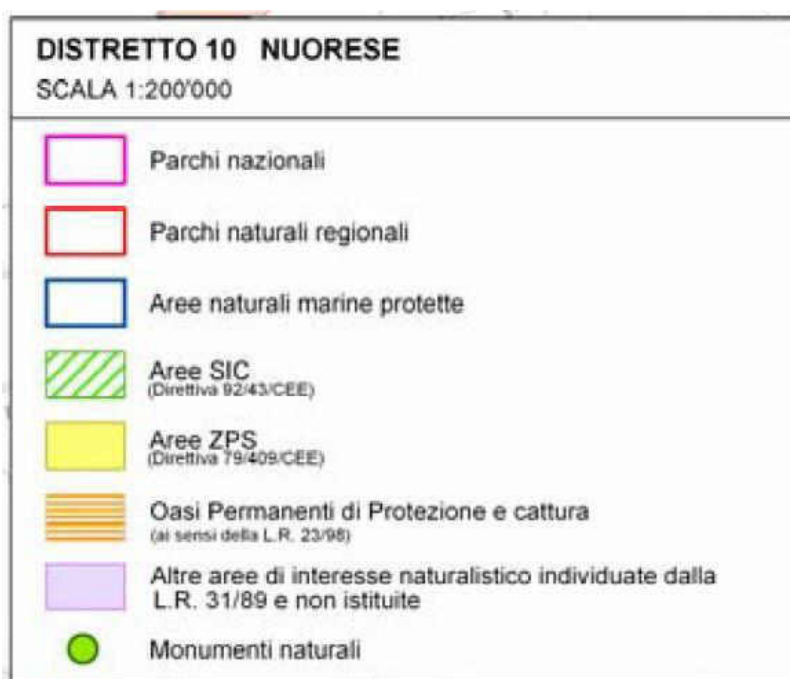 DISTRETTO 10 NUORESE
SCALA 1:200'000
Parchi nazionali
Parchi naturali regionali
Aree naturali marine protette
Aree SIC
(Direttiva 92/43/CEE)
Aree ZPS
(Direttiva 79/409/CEE)
Oasi Permanenti di Protezione e cattura
(ai sensi della L.R. 23/98)
Altre aree di interesse naturalistico individuate dalla
L.R. 31/89 e non istituite
Monumenti naturali